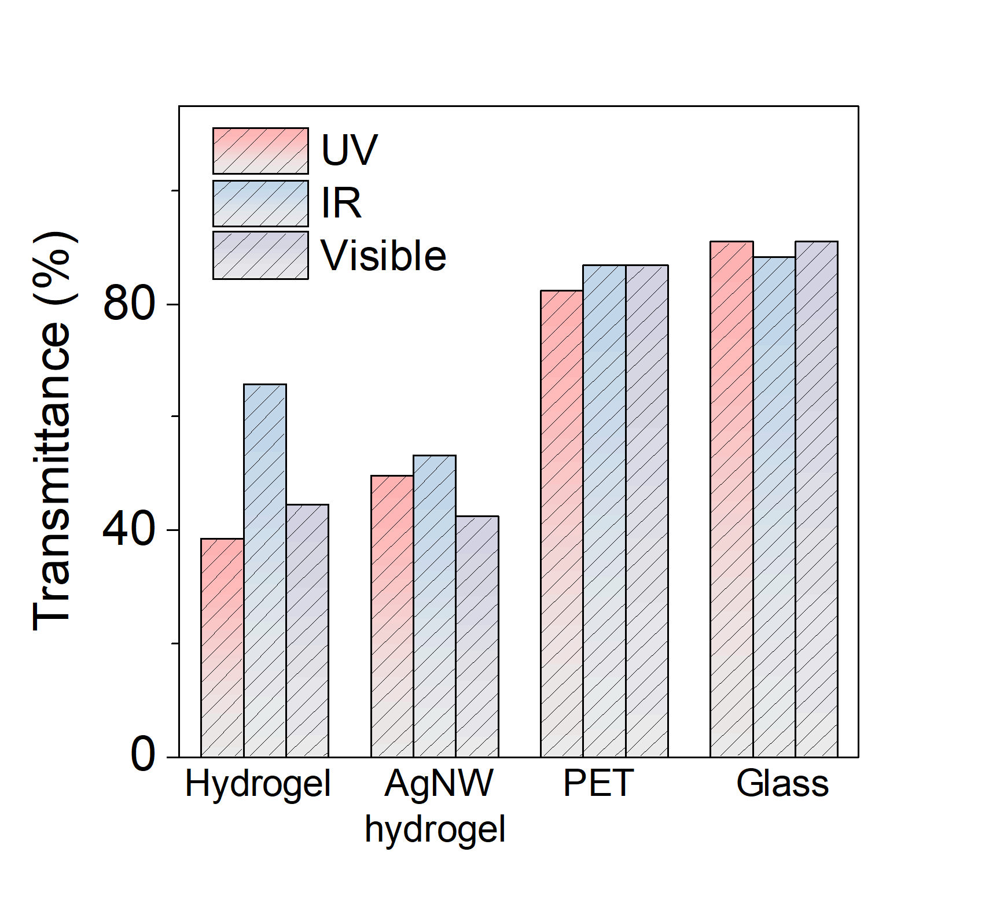 UV
IR
Visible
Transmittance (%)
80
40
0
Hydrogel
AgNW
hydrogel
PET
Glass